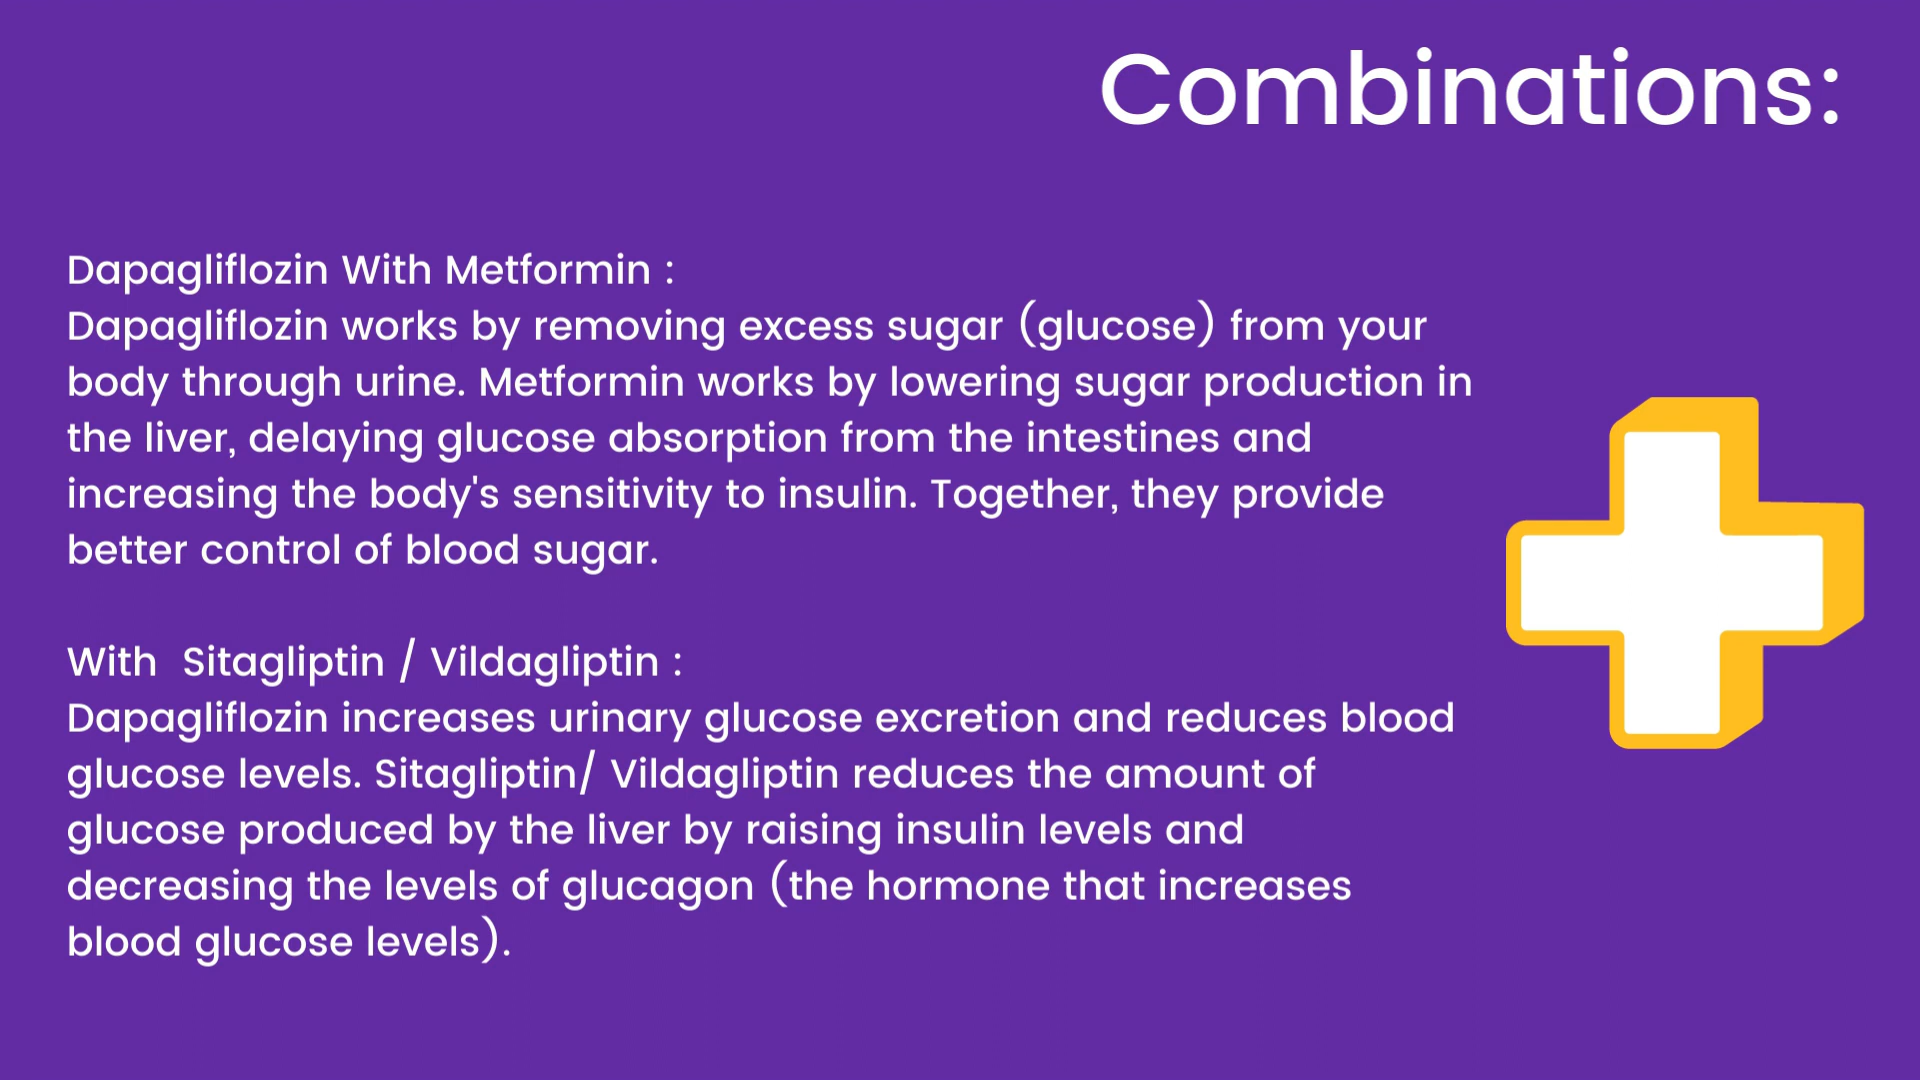 Combinations:
Dapagliflozin With Metformin :
Dapagliflozin works by removing excess sugar (glucose) from your
body through urine. Metformin works by lowering sugar production in
the liver, delaying glucose absorption from the intestines and
increasing the body's sensitivity to insulin. Together, they provide
better control of blood sugar.
With  Sitagliptin / Vildagliptin :
Dapagliflozin increases urinary glucose excretion and reduces blood
glucose levels. Sitagliptin/ Vildagliptin reduces the amount of
glucose produced by the liver by raising insulin levels and
decreasing the levels of glucagon (the hormone that increases
blood glucose levels).